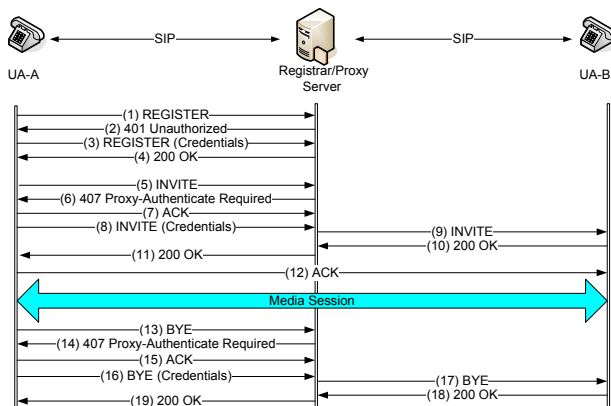 SIP
SIP
UA-A
Registrar/Proxy
Server
UA-B
(1) REGISTER
(2) 401 Unauthorized
(3) REGISTER (Credentials)
(4) 200 OK
(5) INVITE
(6) 407 Proxy-Authenticate Required
(7) ACK
(8) INVITE (Credentials)
(9) INVITE
(10) 200 OK
(11) 200 OK
(12) ACK
Media Session
(13) BYE
(14) 407 Proxy-Authenticate Required
(15) ACK
(16) BYE (Credentials)
(17) BYE
(18) 200 OK
(19) 200 OK